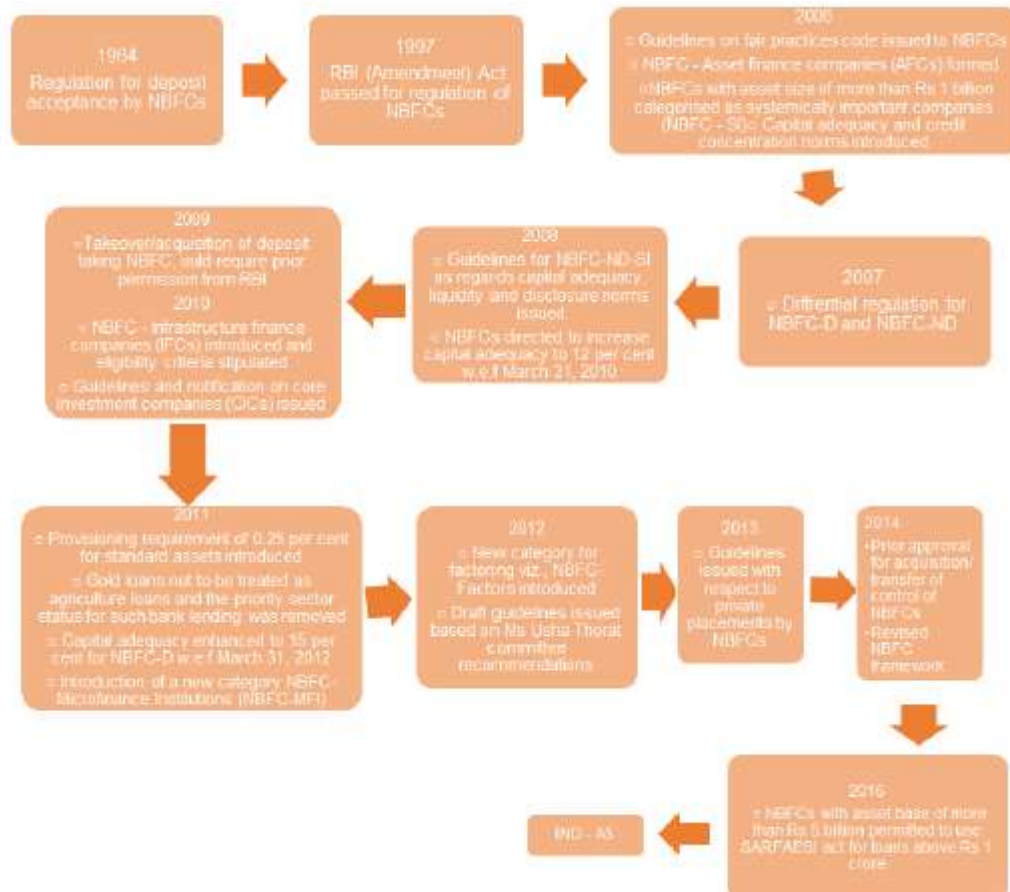 1964
Regulation for deposit
acceptance by NBFCs
1997
RBI (Amendment) Act
passed for regulation of
NBFCs
2006
○ Guidelines on fair practices code issued to NBFCs
○ NBFC - Asset finance companies (AFCs) formed
○NBFCs with asset size of more than Rs 1 billion
categorised as systemically important companies
(NBFC - SI)○ Capital adequacy and credit
concentration norms introduced
2007
○ Diffrential regulation for
NBFC-D and NBFC-ND
2008
○ Guidelines for NBFC-ND-SI
as regards capital adequacy,
liquidity and disclosure norms
issued
○ NBFCs directed to increase
capital adequacy to 12 per cent
w.e.f March 21, 2010
2009
○Takeover/acquisition of deposit
taking NBFC require prior
permission from RBI
2010
○ NBFC - Infrastructure finance
companies (IFCs) introduced and
eligibility criteria stipulated
○ Guidelines and notification on core
investment companies (CICs) issued
2011
○ Provisioning requirement of 0.25 per cent
for standard assets introduced
○ Gold loans not to be treated as
agriculture loans and the priority sector
status for such bank lending was removed
○ Capital adequacy enhanced to 15 per
cent for NBFC-D w.e.f March 31, 2012
○ Introduction of a new category NBFC-
Microfinance Institutions (NBFC-MFI)
2012
○ New category for
factoring viz., NBFC-
Factors introduced
○ Draft guidelines issued
based on Ms Usha Thorat
committee
recommendations
2013
○ Guidelines
issued with
respect to
private
placements by
NBFCs
2014
•Prior approval
for acquisition/
transfer of
control of
NBFCs
•Revised
NBFC
framework
○ NBFCs with asset base of more
than Rs 5 billion permitted to use
SARFAESI act for loans above Rs 1
crore
IND - AS